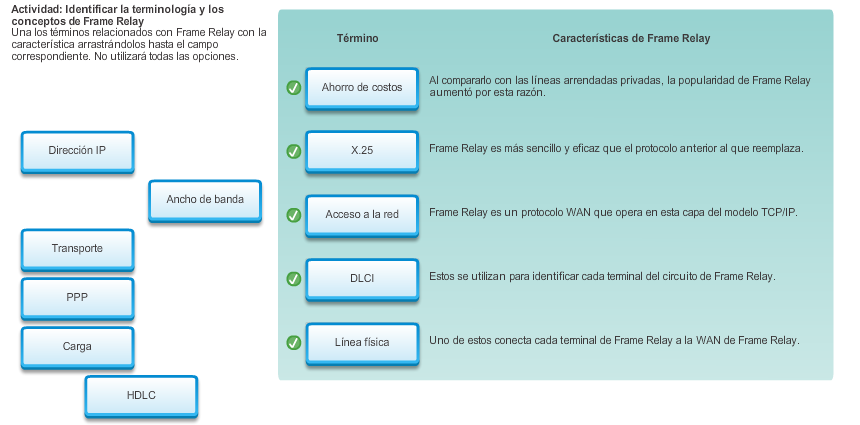 Actividad: Identificar la terminología y los
conceptos de Frame Relay
Una los términos relacionados con Frame Relay con la
característica arrastrándolos hasta el campo
correspondiente. No utilizará todas las opciones.
Dirección IP
Ancho de banda
Transporte
PPP
Carga
HDLC
Término
Características de Frame Relay
Ahorro de costos
Al compararlo con las líneas arrendadas privadas, la popularidad de Frame Relay
aumentó por esta razón.
X.25
Frame Relay es más sencillo y eficaz que el protocolo anterior al que reemplaza.
Acceso a la red
Frame Relay es un protocolo WAN que opera en esta capa del modelo TCP/IP.
DLCI
Estos se utilizan para identificar cada terminal del circuito de Frame Relay.
Línea física
Uno de estos conecta cada terminal de Frame Relay a la WAN de Frame Relay.